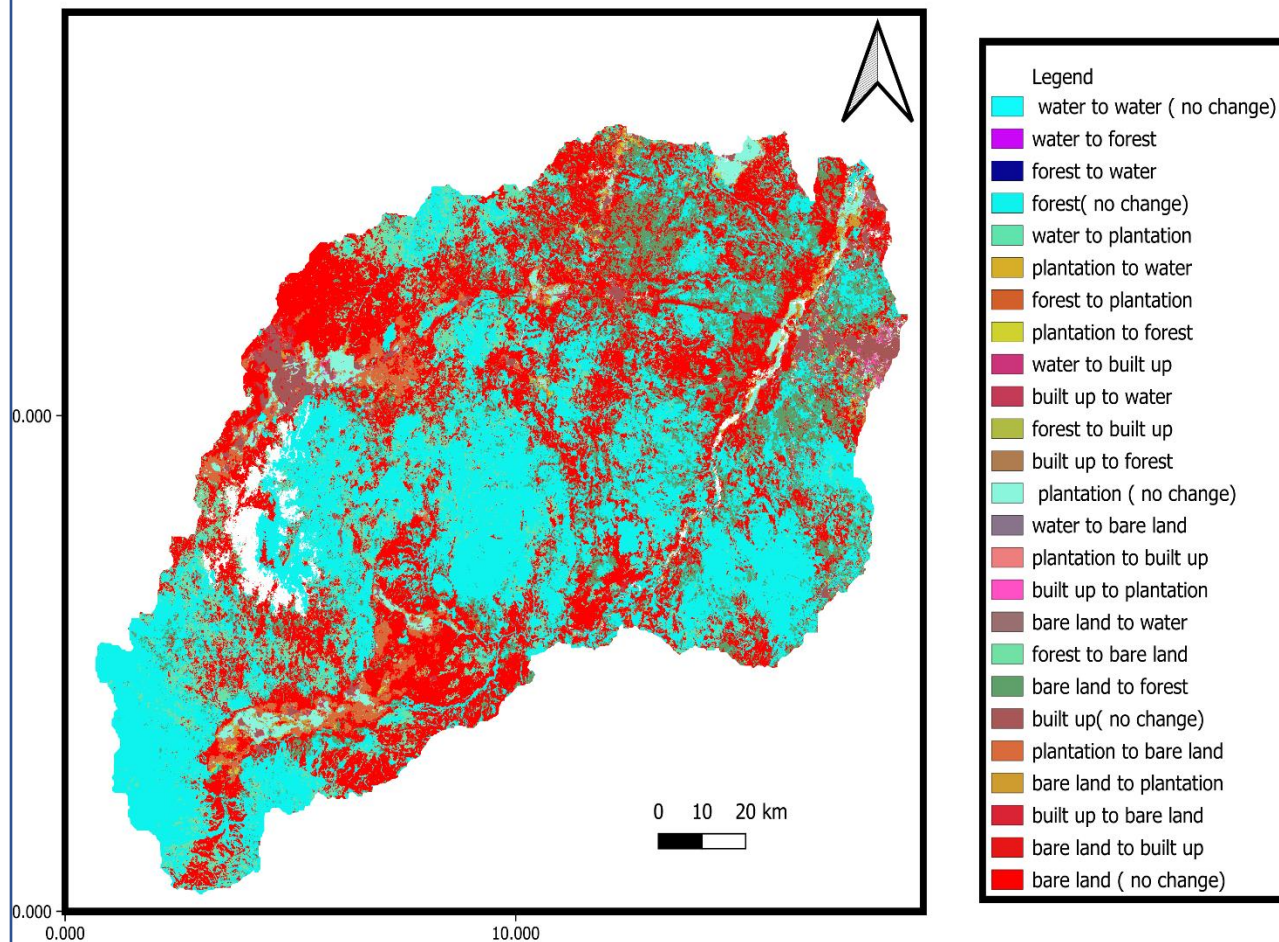 0.000
0.000
0.000
10.000
0 10 20 km
Legend
water to water ( no change)
water to forest
forest to water
forest( no change)
water to plantation
plantation to water
forest to plantation
plantation to forest
water to built up
built up to water
forest to built up
built up to forest
plantation ( no change)
water to bare land
plantation to built up
built up to plantation
bare land to water
forest to bare land
bare land to forest
built up( no change)
plantation to bare land
bare land to plantation
built up to bare land
bare land to built up
bare land ( no change)